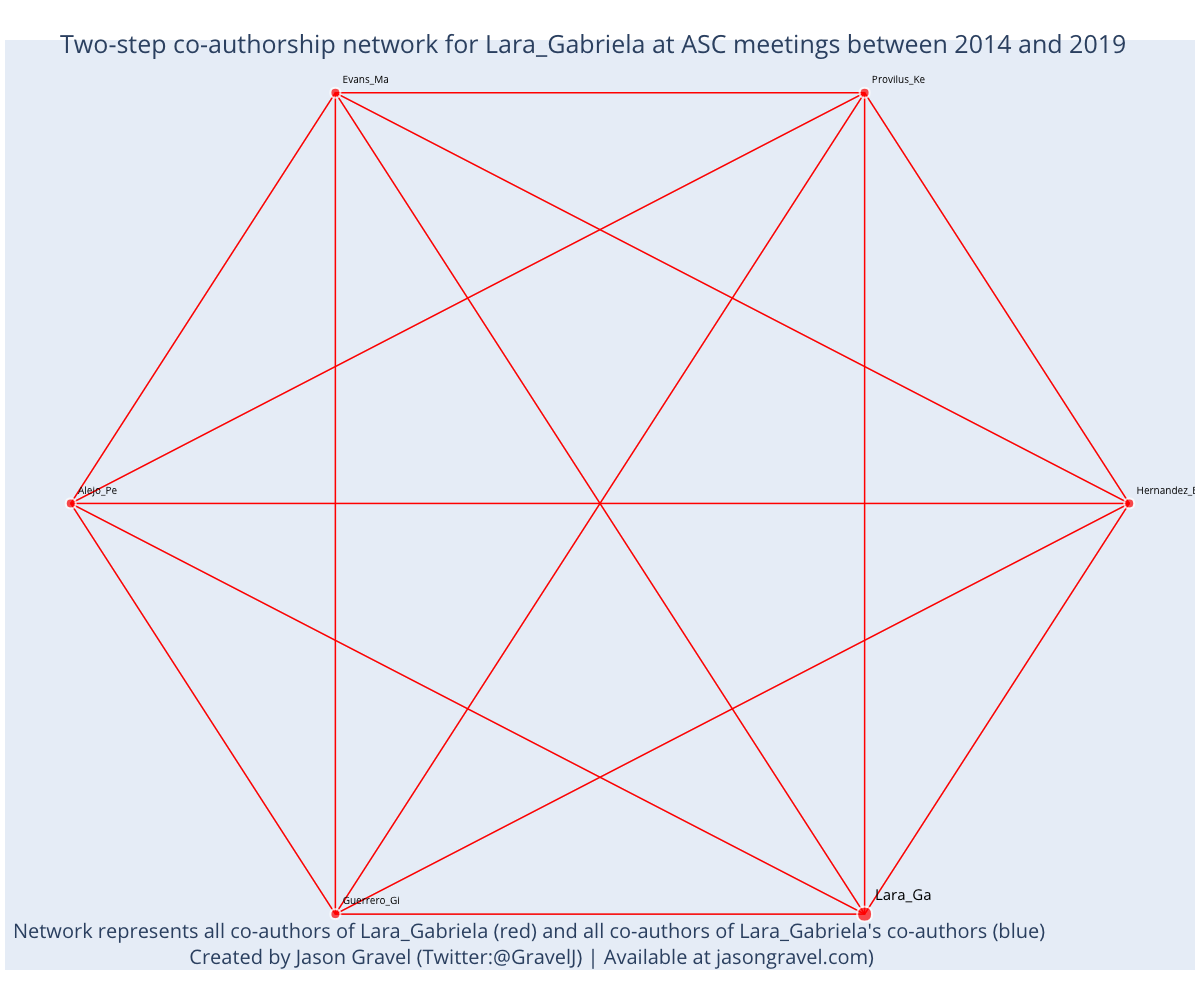 Two-step co-authorship network for Lara_Gabriela at ASC meetings between 2014 and 2019
Evans_Ma
Provilus_Ke
Alejo_Pe
Guerrero_Gi
Lara_Ga
Network represents all co-authors of Lara_Gabriela (red) and all co-authors of Lara_Gabriela's co-authors (blue)
Created by Jason Gravel (Twitter:@GravelJ) | Available at jasongravel.com)